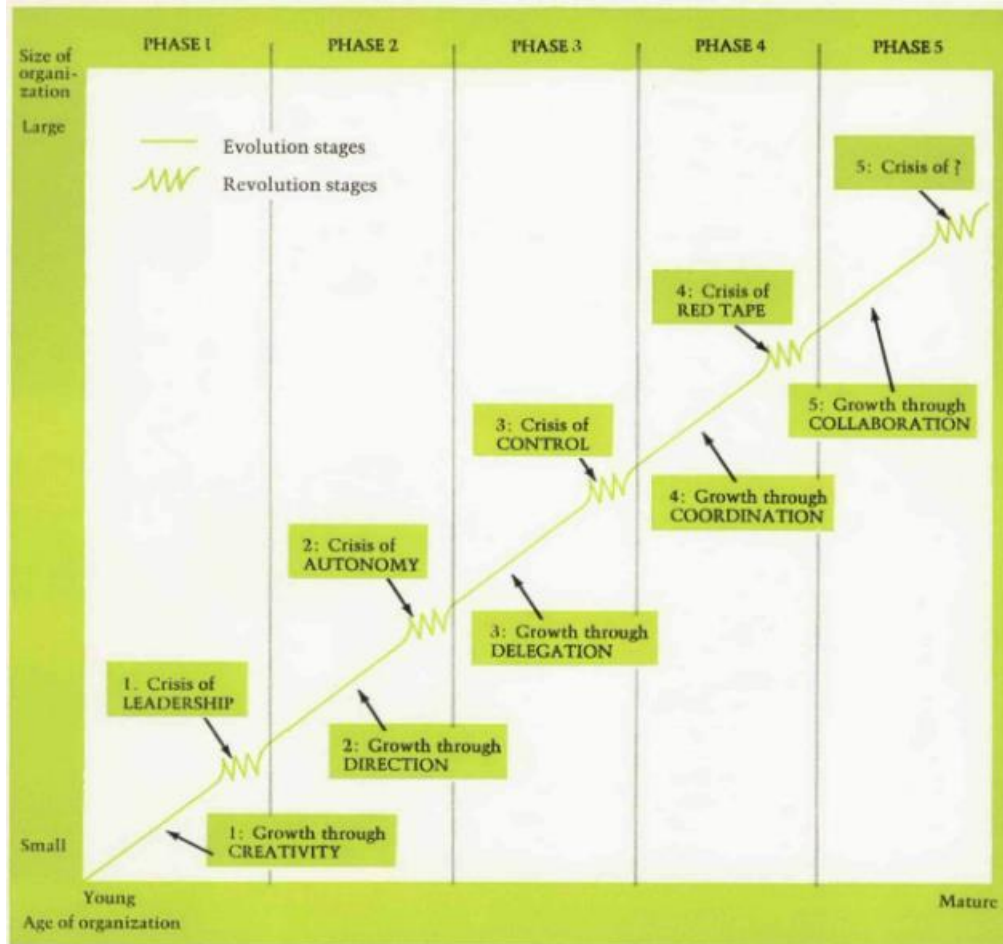 PHASE 1
PHASE 2
PHASE 3
PHASE 4
PHASE 5
Size of
organi-
zation
Large
Evolution stages
Revolution stages
5: Crisis of ?
4: Crisis of
RED TAPE
5: Growth through
COLLABORATION
3: Crisis of
CONTROL
4: Growth through
COORDINATION
2: Crisis of
AUTONOMY
3: Growth through
DELEGATION
1. Crisis of
LEADERSHIP
2: Growth through
DIRECTION
1: Growth through
CREATIVITY
Small
Young
Mature
Age of organization